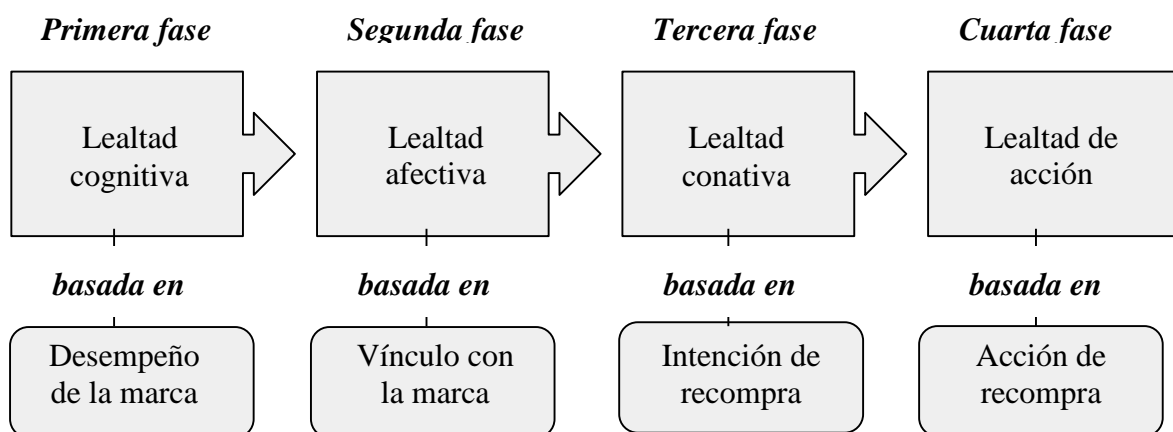 Primera fase
Segunda fase
Tercera fase
Cuarta fase
Lealtad
cognitiva
Lealtad
afectiva
Lealtad
conativa
Lealtad de
acción
basada en
basada en
basada en
basada en
Desempeño
de la marca
Vínculo con
la marca
Intención de
recompra
Acción de
recompra